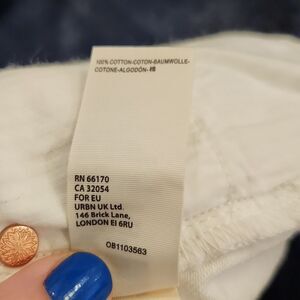 100% COTTON-COTON-BAUMWOLLE-
COTONE-ALGODÓN-棉
RN 66170
CA 32054
FOR EU
URBN UK Ltd.
146 Brick Lane,
LONDON EI 6RU
OB1103563